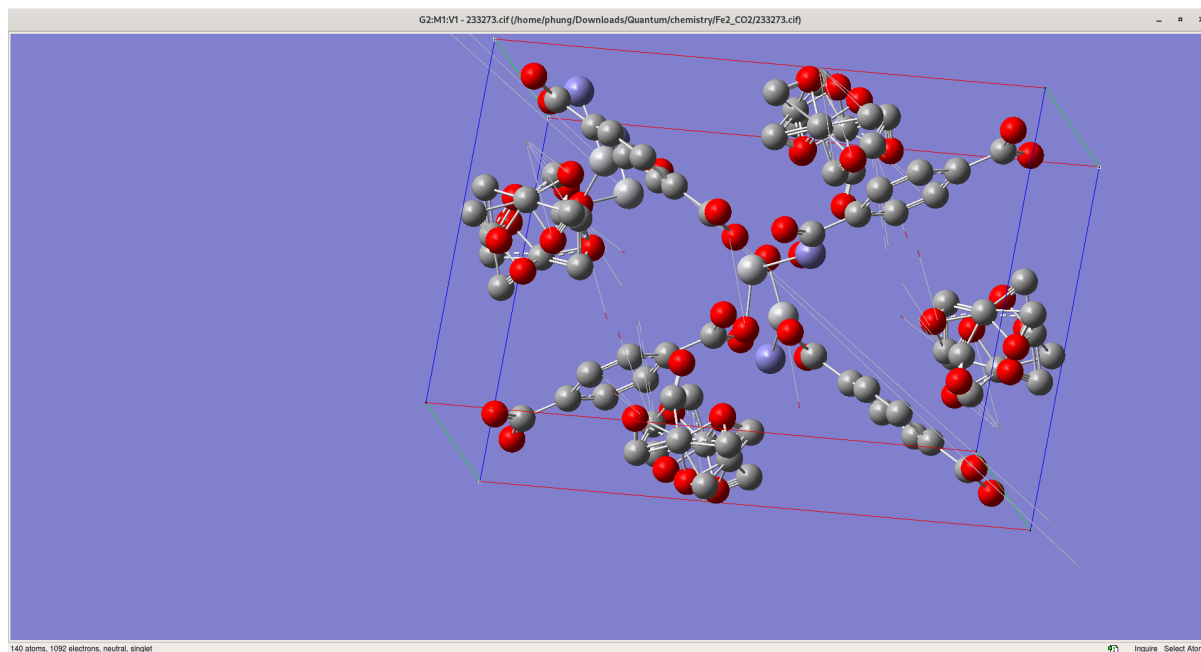 G2:M1:V1 - 233273.cif (/home/phung/Downloads/Quantum/chemistry/Fe2_CO2/233273.cif)
140 atoms, 1092 electrons, neutral, singlet
Inquire Select Ato